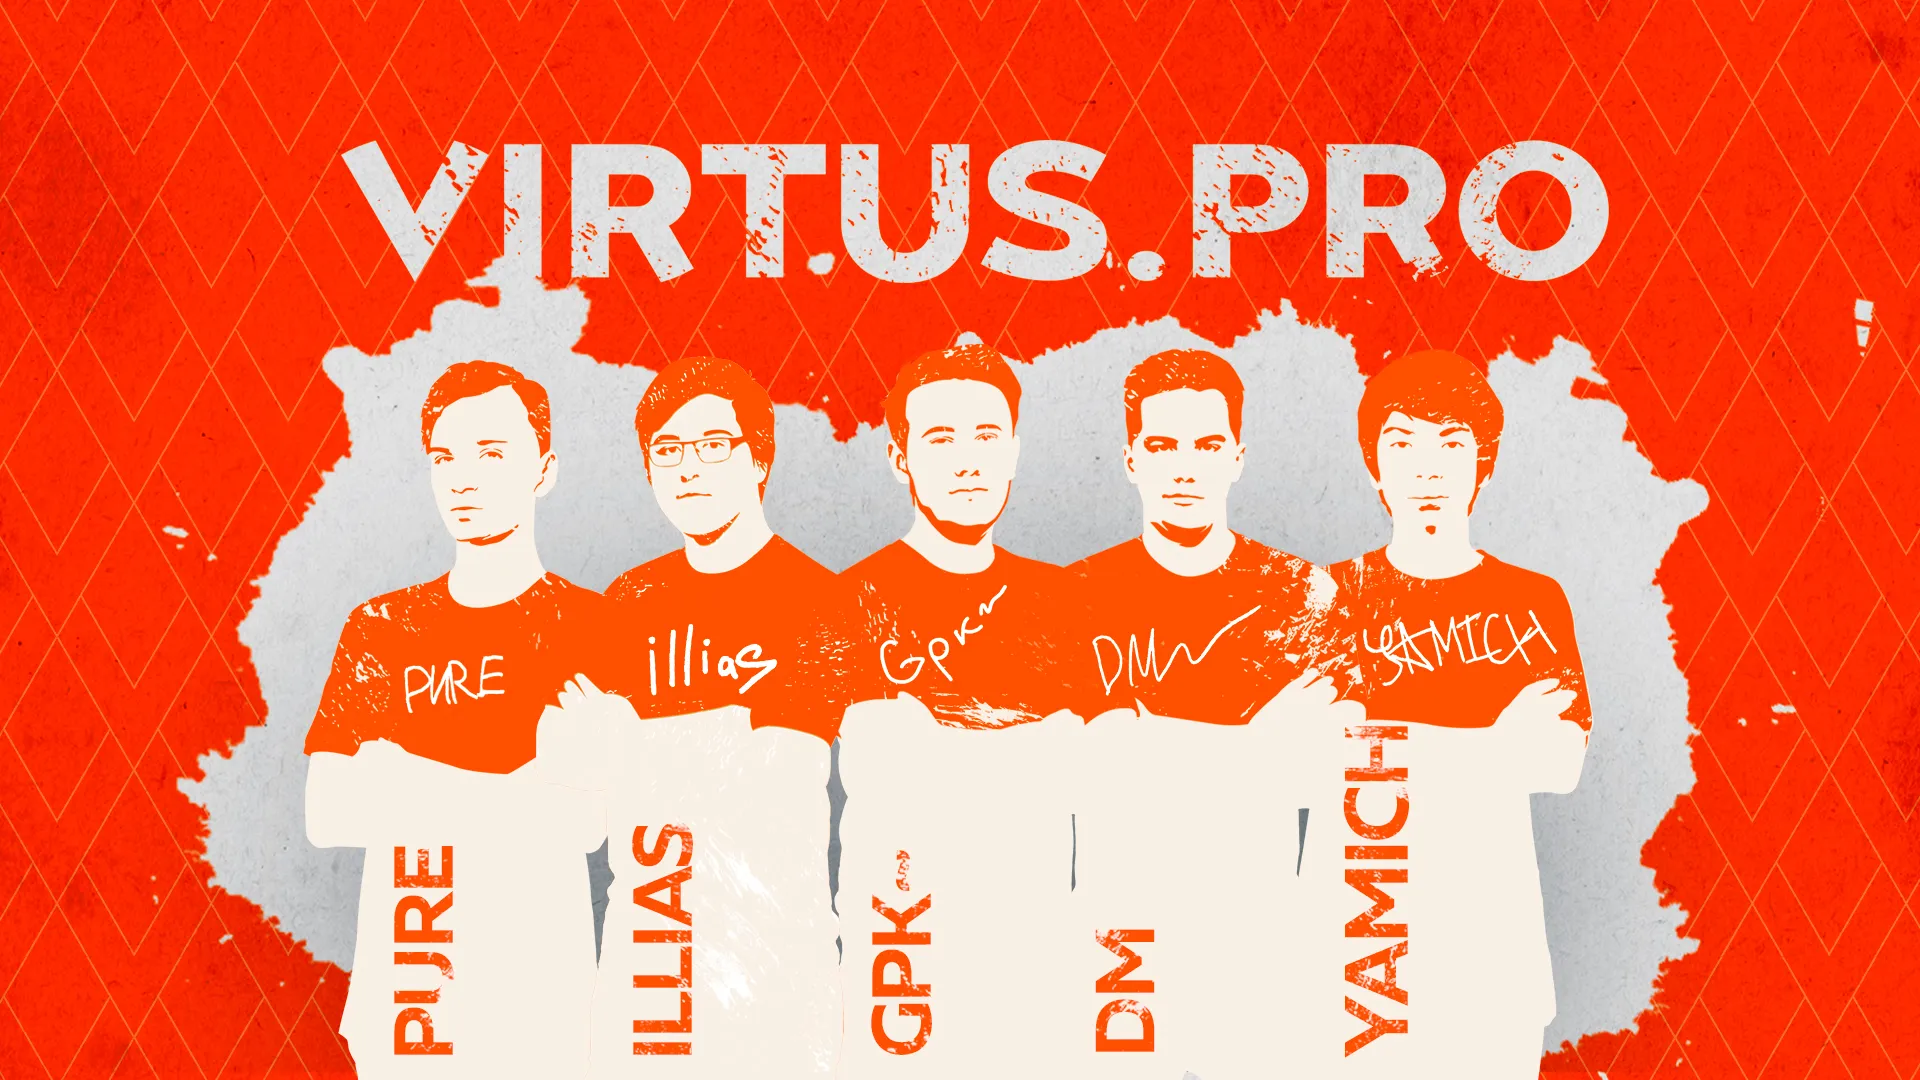 VIRTUS.PRO
PURE
illias
Gpk~
DM
YAMICH
PURE
ILLIAS
GPK~
DM
YAMICH